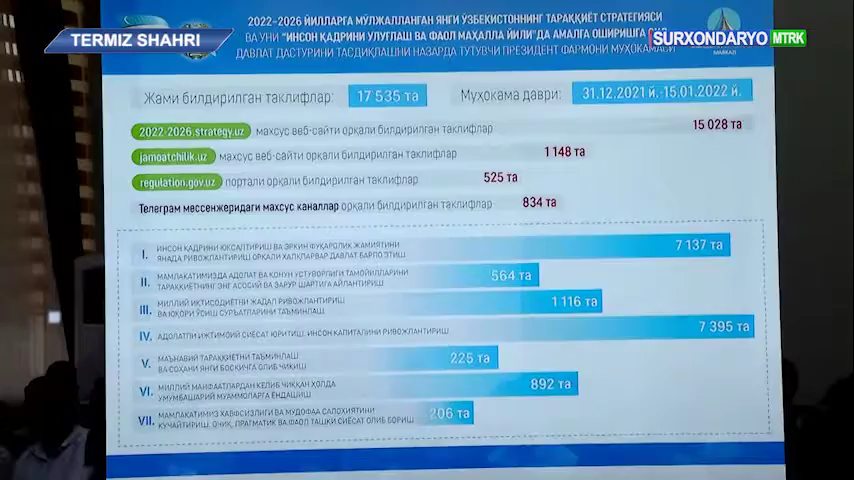 2022-2026 ЙИЛЛАРГА МЎЛЖАЛЛАНГАН ЯНГИ ЎЗБЕКИСТОННИНГ ТАРАҚҚИЁТ СТРАТЕГИЯСИ
TERMIZ SHAHRI
ВА УНИ "ИНСОН ҚАДРИНИ УЛУҒЛАШ ВА ФАОЛ МАҲАЛЛА ЙИЛИ"ДА АМАЛГА ОШИРИШГА
SURXONDARYO MTRK
ДАВЛАТ ДАСТУРИНИ ТАСДИҚЛАШНИ НАЗАРДА ТУТУВЧИ ПРЕЗИДЕНТ ФАРМОНИ МУҲОКАМАСИ
Жами билдирилган таклифлар: 17 535 та Муҳокама даври: 31.12.2021 й.-15.01.2022 й.
2022-2026.strategy.uz махсус веб-сайти орқали билдирилган таклифлар 15 028 та
jamoatchilik.uz махсус веб-сайти орқали билдирилган таклифлар 1 148 та
regulation.gov.uz портали орқали билдирилган таклифлар 525 та
Телеграм мессенжеридаги махсус каналлар орқали билдирилган таклифлар 834 та
I. ИНСОН ҚАДРИНИ ЮКСАЛТИРИШ ВА ЭРКИН ФУҚАРОЛИК ЖАМИЯТИНИ
ЯНАДА РИВОЖЛАНТИРИШ ОРҚАЛИ ХАЛҚПАРВАР ДАВЛАТ БАРПО ЭТИШ 7 137 та
II. МАМЛАКАТИМИЗДА АДОЛАТ ВА ҚОНУН УСТУВОРЛИГИ ТАМОЙИЛЛАРИНИ
ТАРАҚҚИЁТНИНГ ЭНГ АСОСИЙ ВА ЗАРУР ШАРТИГА АЙЛАНТИРИШ 564 та
III. МИЛЛИЙ ИҚТИСОДИЁТНИ ЖАДАЛ РИВОЖЛАНТИРИШ
ВА ЮҚОРИ ЎСИШ СУРЪАТЛАРИНИ ТАЪМИНЛАШ 1 116 та
IV. АДОЛАТЛИ ИЖТИМОИЙ СИЁСАТ ЮРИТИШ, ИНСОН КАПИТАЛИНИ РИВОЖЛАНТИРИШ 7 395 та
V. МАЪНАВИЙ ТАРАҚҚИЁТНИ ТАЪМИНЛАШ
ВА СОҲАНИ ЯНГИ БОСҚИЧГА ОЛИБ ЧИҚИШ 225 та
VI. МИЛЛИЙ МАНФААТЛАРДАН КЕЛИБ ЧИҚҚАН ҲОЛДА
УМУМБАШАРИЙ МУАММОЛАРГА ЁНДАШИШ 892 та
VII. МАМЛАКАТИМИЗ ХАВФСИЗЛИГИ ВА МУДОФАА САЛОҲИЯТИНИ
КУЧАЙТИРИШ, ОЧИҚ, ПРАГМАТИК ВА ФАОЛ ТАШҚИ СИЁСАТ ОЛИБ БОРИШ 206 та